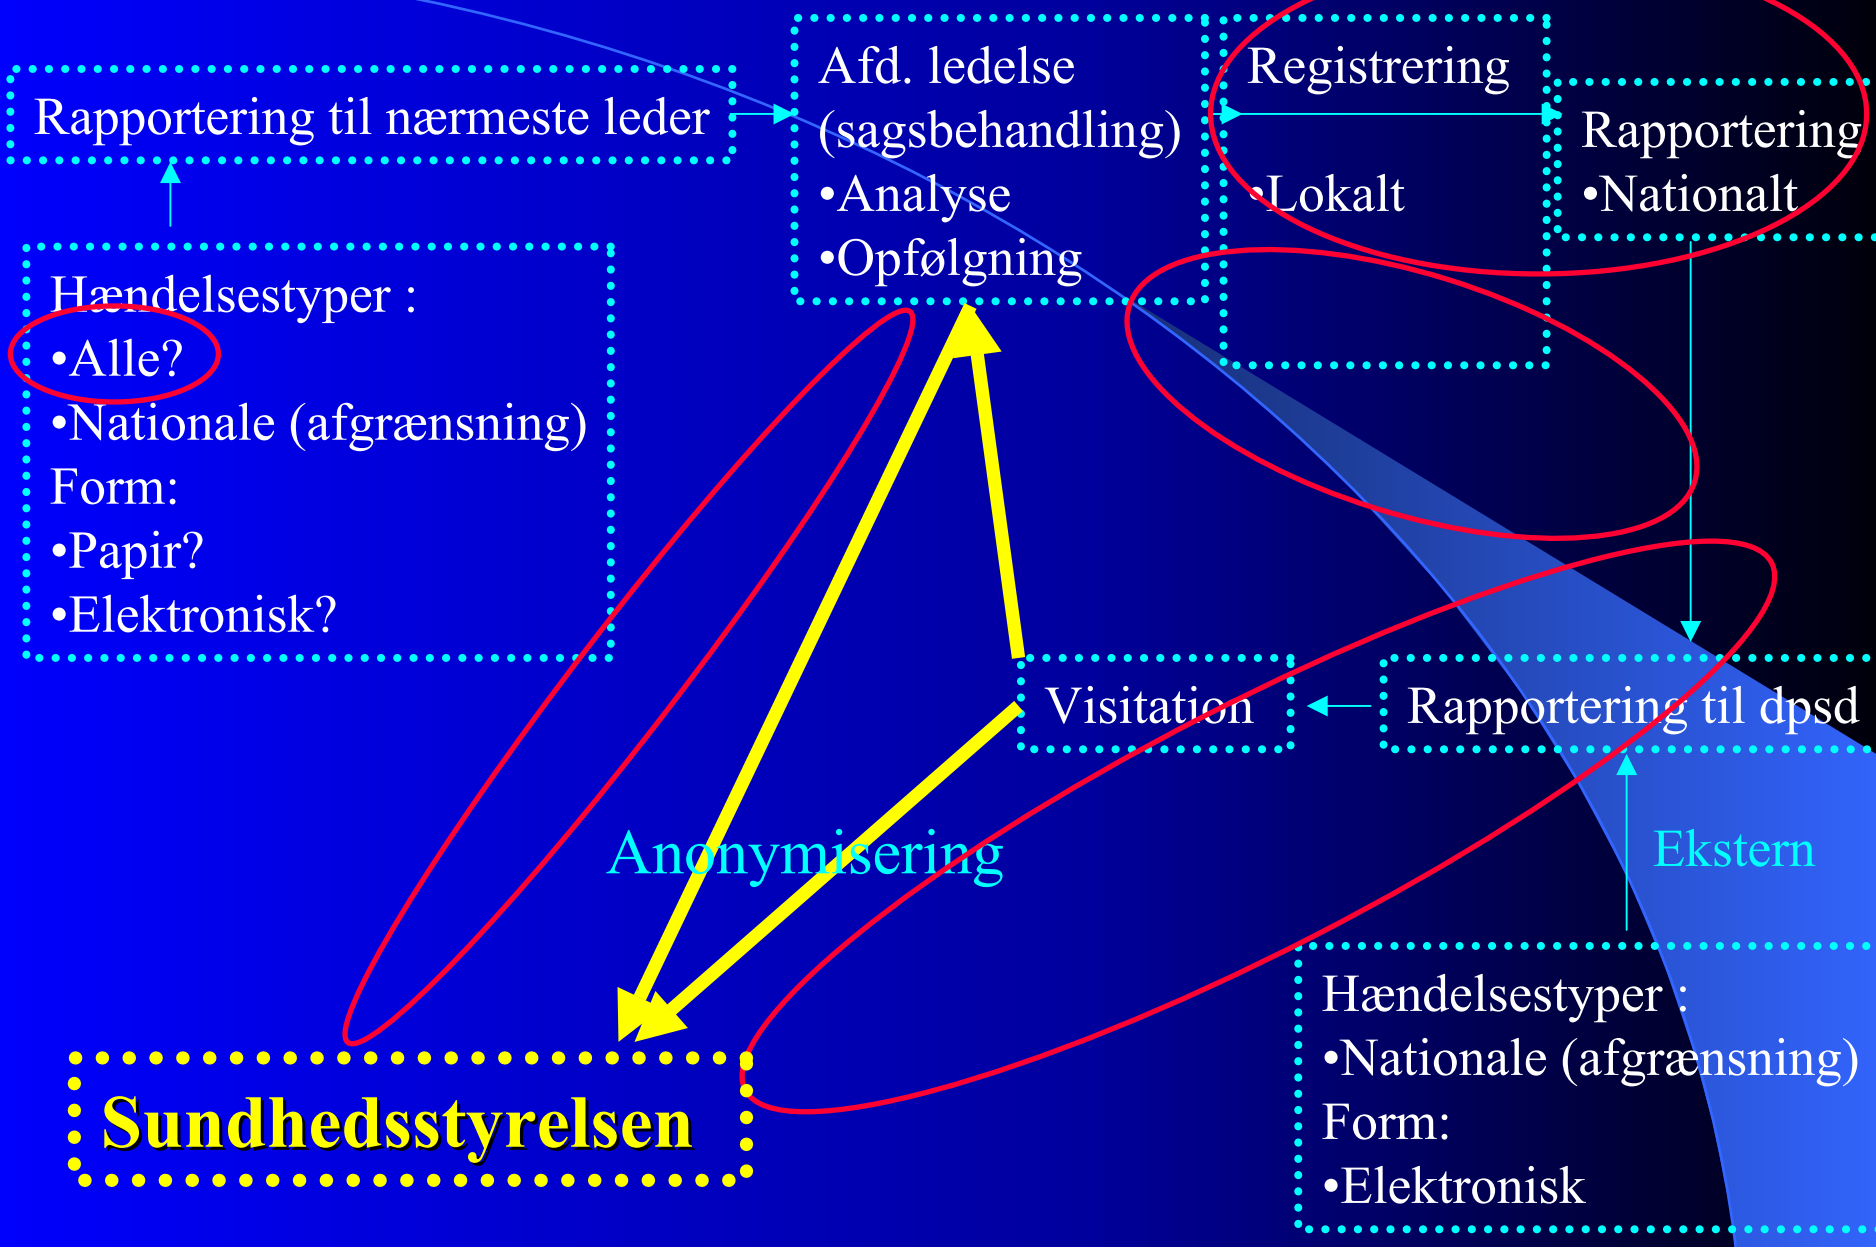 Rapportering til nærmeste leder
Afd. ledelse
(sagsbehandling)
•Analyse
•Opfølgning
Registrering
•Lokalt
Rapportering
•Nationalt
Hændelsestyper :
•Alle?
•Nationale (afgrænsning)
Form:
•Papir?
•Elektronisk?
Visitation
Rapportering til dpsd
Anonymisering
Ekstern
Hændelsestyper :
•Nationale (afgrænsning)
Form:
•Elektronisk
Sundhedsstyrelsen